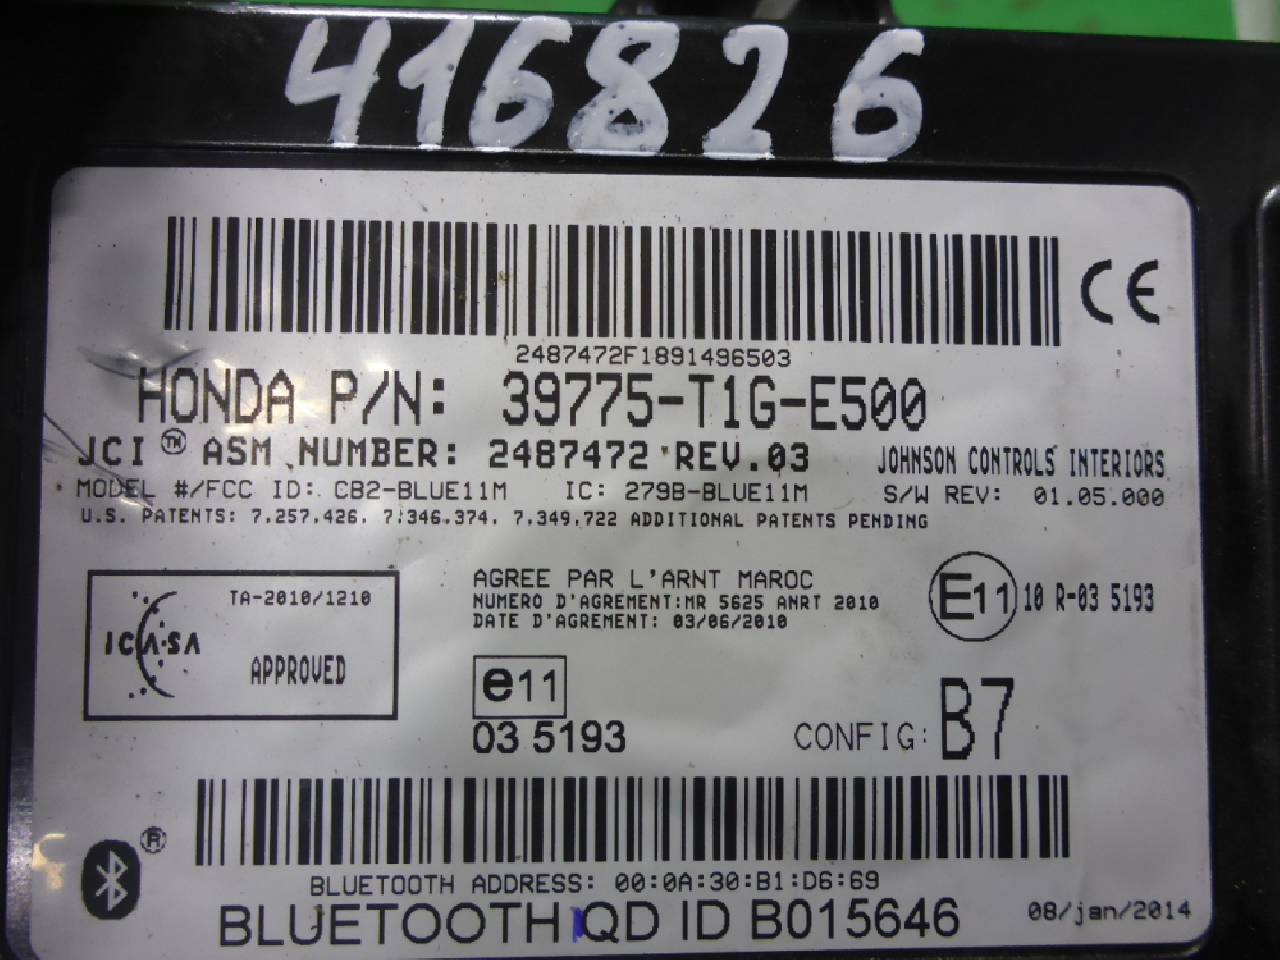 416826
CE
2487472F1891496503
HONDA P/N: 39775-T1G-E500
JCI™ ASM NUMBER: 2487472 REV.03 JOHNSON CONTROLS INTERIORS
MODEL #/FCC ID: CB2-BLUE11M IC: 279B-BLUE11M S/W REV: 01.05.000
U.S. PATENTS: 7,257,426, 7,346,374, 7,349,722 ADDITIONAL PATENTS PENDING
TA-2010/1210
ICASA
APPROVED
AGREE PAR L'ARNT MAROC
NUMERO D'AGREMENT:MR 5625 ANRT 2010
DATE D'AGREMENT: 03/06/2010
E11 10 R-03 5193
e11
03 5193
CONFIG: B7
®
BLUETOOTH ADDRESS: 00:0A:30:B1:D6:69
BLUETOOTH QD ID B015646
08/jan/2014